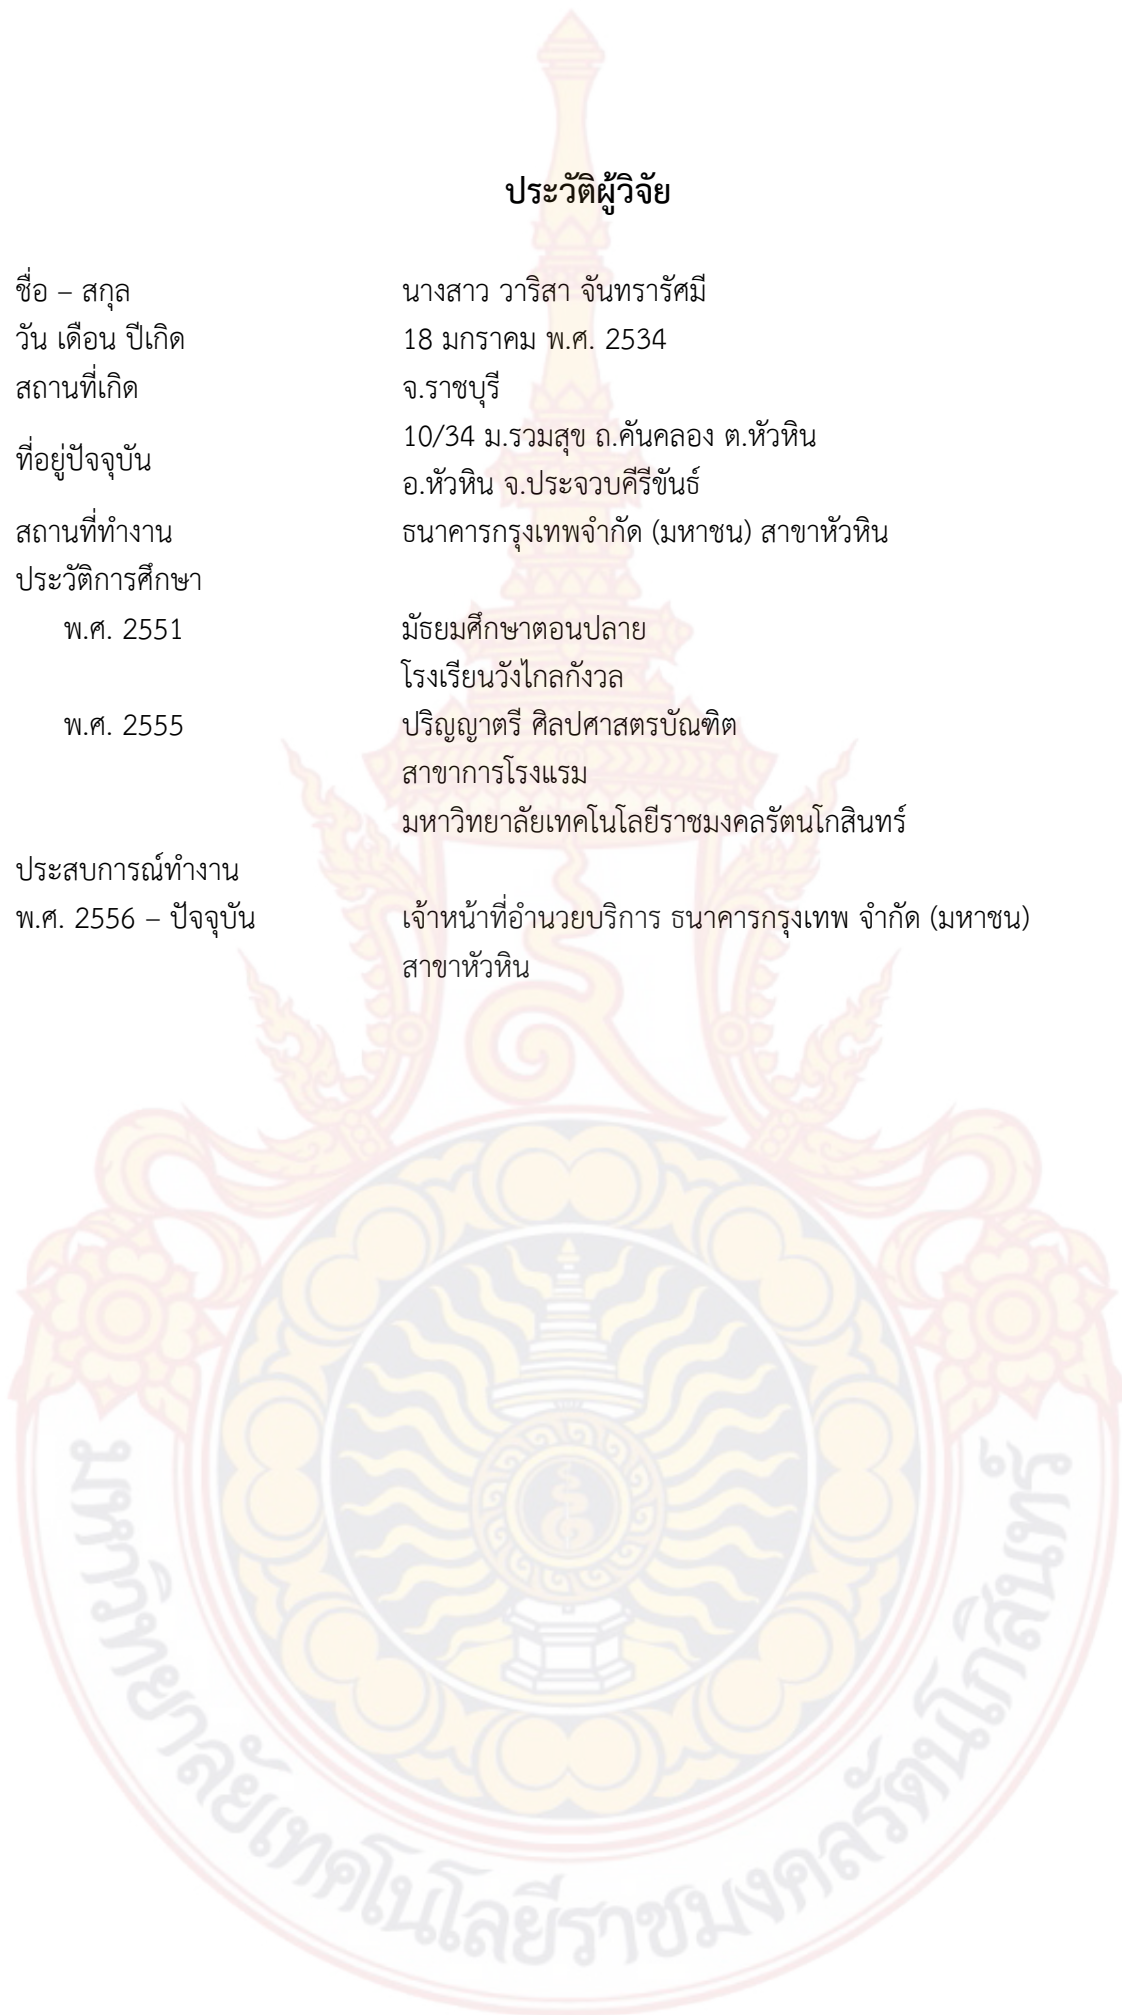 ประวัติผู้วิจัย
ชื่อ – สกุล นางสาว วาริสา จันทรารัศมี
วัน เดือน ปีเกิด 18 มกราคม พ.ศ. 2534
สถานที่เกิด จ.ราชบุรี
ที่อยู่ปัจจุบัน 10/34 ม.รวมสุข ถ.คันคลอง ต.หัวหิน
อ.หัวหิน จ.ประจวบคีรีขันธ์
สถานที่ทำงาน ธนาคารกรุงเทพจำกัด (มหาชน) สาขาหัวหิน
ประวัติการศึกษา
พ.ศ. 2551 มัธยมศึกษาตอนปลาย
โรงเรียนวังไกลกังวล
พ.ศ. 2555 ปริญญาตรี ศิลปศาสตรบัณฑิต
สาขาการโรงแรม
มหาวิทยาลัยเทคโนโลยีราชมงคลรัตนโกสินทร์
ประสบการณ์ทำงาน
พ.ศ. 2556 – ปัจจุบัน เจ้าหน้าที่อำนวยบริการ ธนาคารกรุงเทพ จำกัด (มหาชน)
สาขาหัวหิน
มหาวิทยาลัยเทคโนโลยีราชมงคลรัตนโกสินทร์